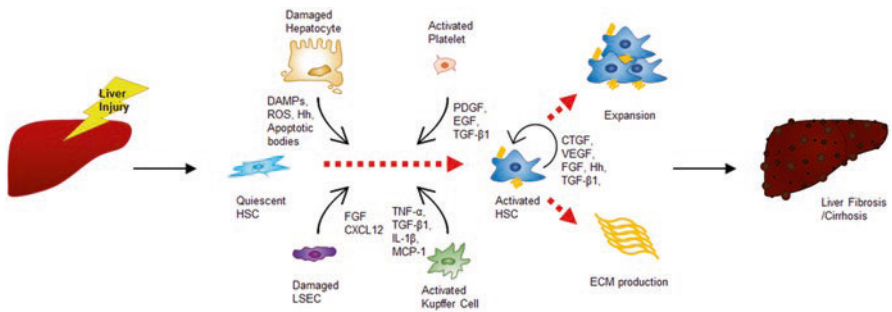 Liver
Injury
Damaged
Hepatocyte
DAMPs,
ROS, Hh,
Apoptotic
bodies
Activated
Platelet
PDGF,
EGF,
TGF-β1
Quiescent
HSC
FGF
CXCL12
Damaged
LSEC
TNF-α,
TGF-β1,
IL-1β,
MCP-1
Activated
Kupffer Cell
Activated
HSC
CTGF,
VEGF,
FGF, Hh,
TGF-β1,
Expansion
ECM production
Liver Fibrosis
/Cirrhosis